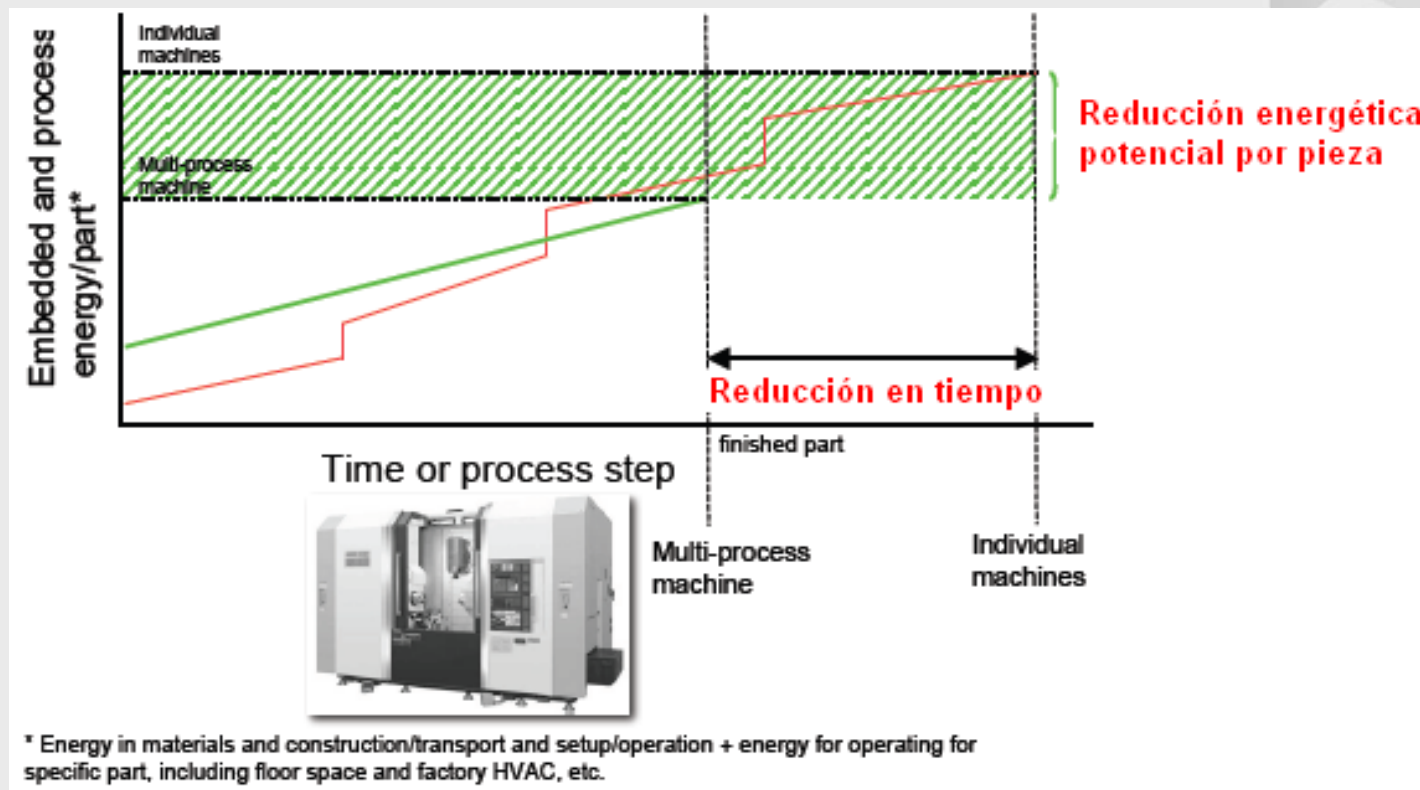 Individual
machines
Embedded and process
energy/part*
Multi-process
machine
Reducción energética
potencial por pieza
Reducción en tiempo
finished part
Time or process step
Multi-process
machine
Individual
machines
* Energy in materials and construction/transport and setup/operation + energy for operating for
specific part, including floor space and factory HVAC, etc.